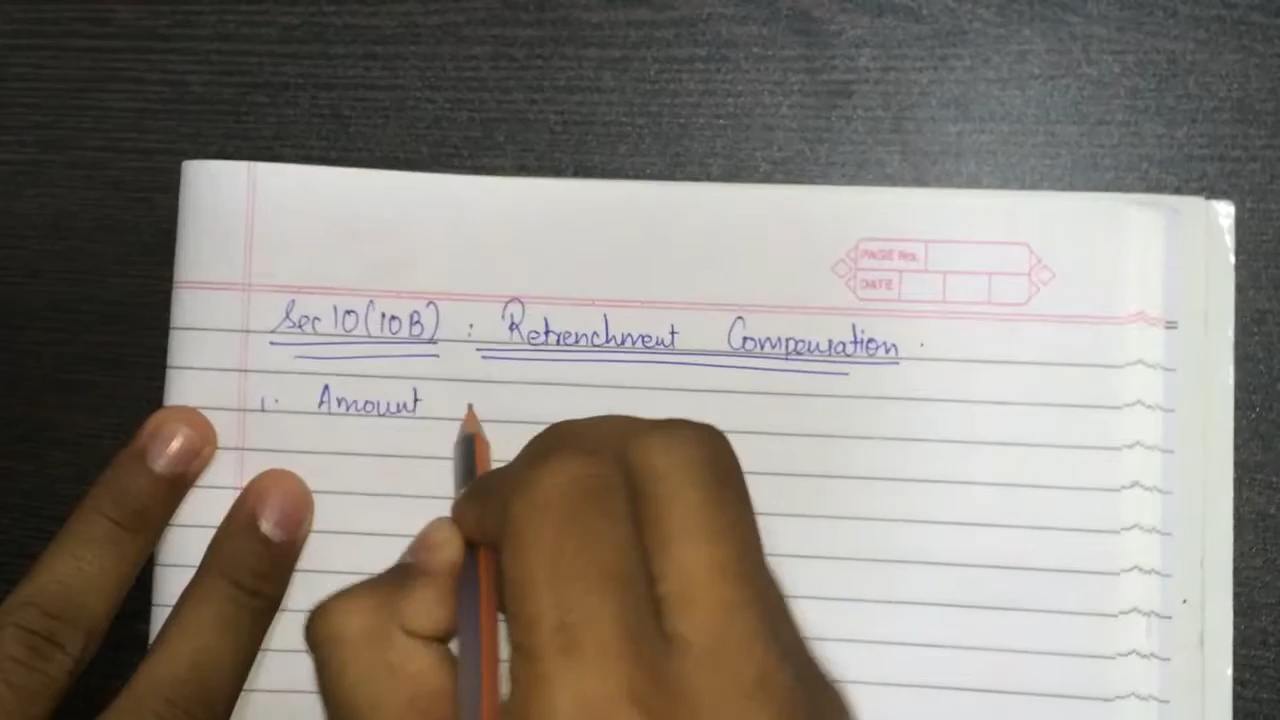 PAGE No.
DATE
Sec 10(10B) : Retrenchment Compensation.
1. Amount